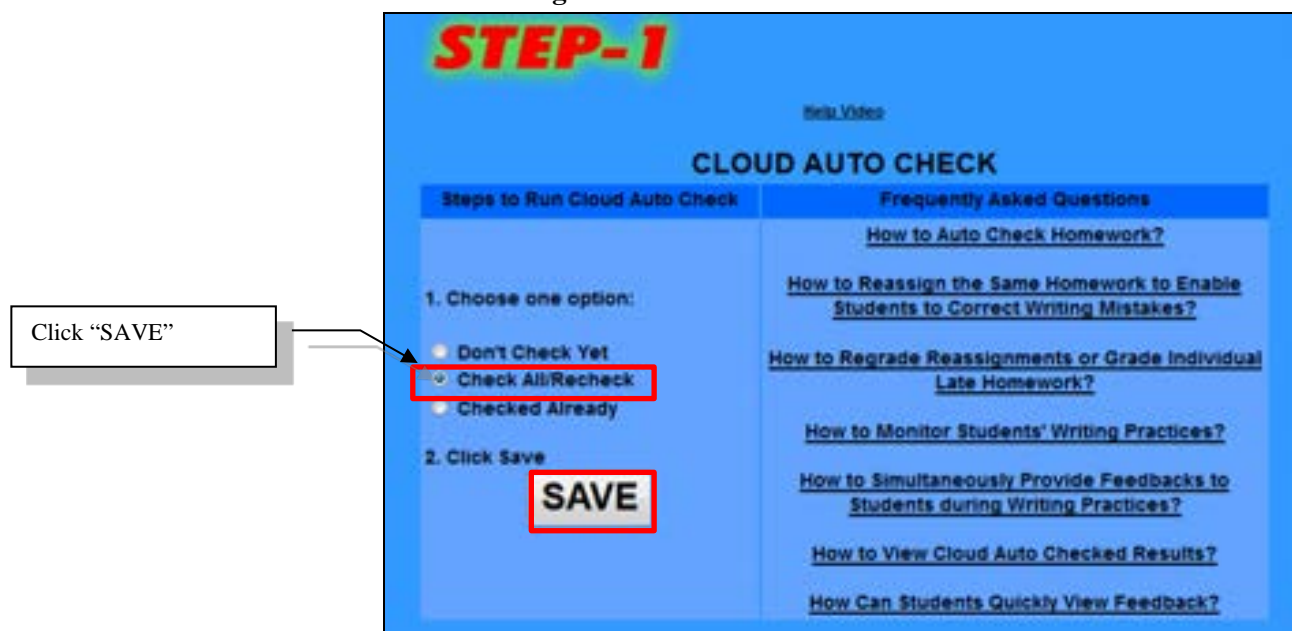 STEP-1
Help Video
CLOUD AUTO CHECK
Steps to Run Cloud Auto Check
Frequently Asked Questions
Click “SAVE”
1. Choose one option:
Don't Check Yet
Check All/Recheck
Checked Already
2. Click Save
SAVE
How to Auto Check Homework?
How to Reassign the Same Homework to Enable
Students to Correct Writing Mistakes?
How to Regrade Reassignments or Grade Individual
Late Homework?
How to Monitor Students' Writing Practices?
How to Simultaneously Provide Feedbacks to
Students during Writing Practices?
How to View Cloud Auto Checked Results?
How Can Students Quickly View Feedback?